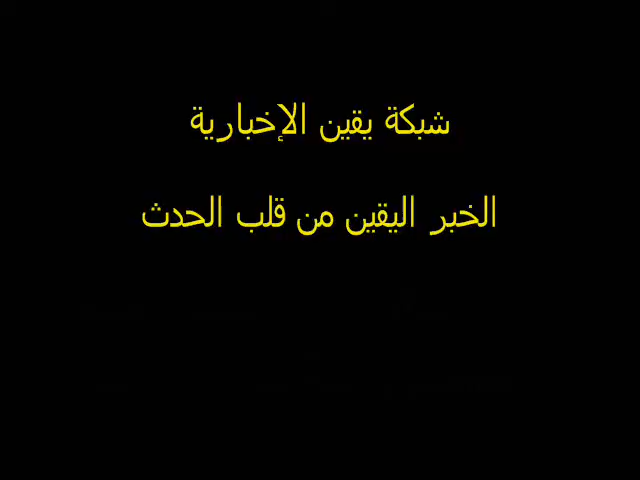 شبكة يقين الإخبارية
الخبر اليقين من قلب الحدث